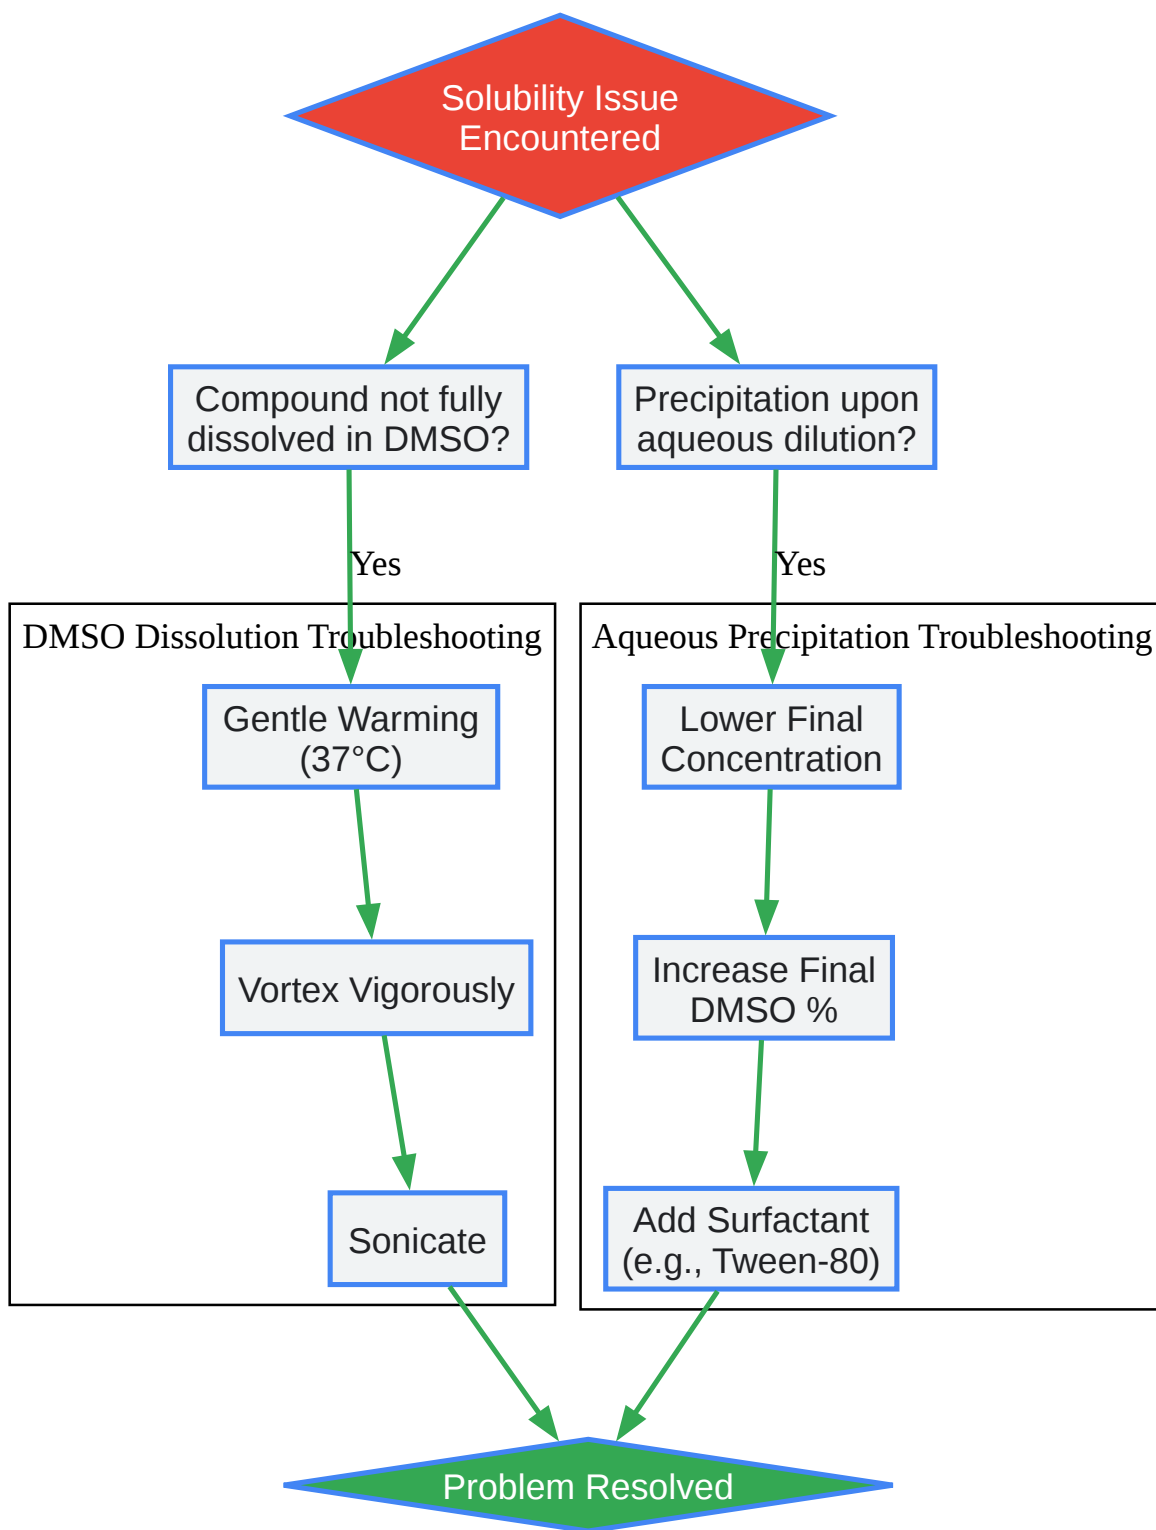 Solubility Issue
Encountered
Compound not fully
dissolved in DMSO?
Precipitation upon
aqueous dilution?
Yes
Yes
DMSO Dissolution Troubleshooting
Gentle Warming
(37°C)
Vortex Vigorously
Sonicate
Aqueous Precipitation Troubleshooting
Lower Final
Concentration
Increase Final
DMSO %
Add Surfactant
(e.g., Tween-80)
Problem Resolved